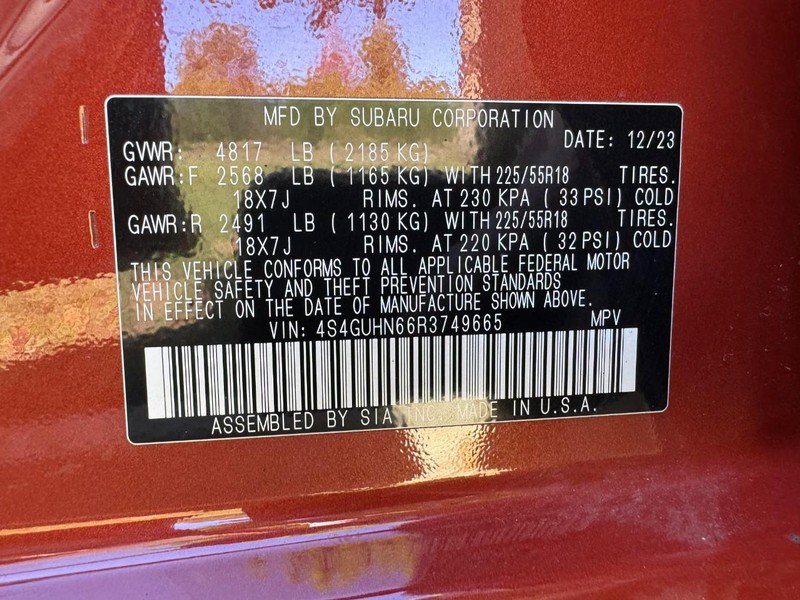 MFD BY SUBARU CORPORATION
DATE: 12/23
GVWR: 4817 LB ( 2185 KG)
GAWR:F 2568 LB ( 1165 KG) WITH 225/55R18 TIRES.
18X7J RIMS. AT 230 KPA ( 33 PSI) COLD
GAWR:R 2491 LB ( 1130 KG) WITH 225/55R18 TIRES.
18X7J RIMS. AT 220 KPA ( 32 PSI) COLD
THIS VEHICLE CONFORMS TO ALL APPLICABLE FEDERAL MOTOR
VEHICLE SAFETY AND THEFT PREVENTION STANDARDS
IN EFFECT ON THE DATE OF MANUFACTURE SHOWN ABOVE.
VIN: 4S4GUHN66R3749665 MPV
ASSEMBLED BY SIA, INC. MADE IN U.S.A.